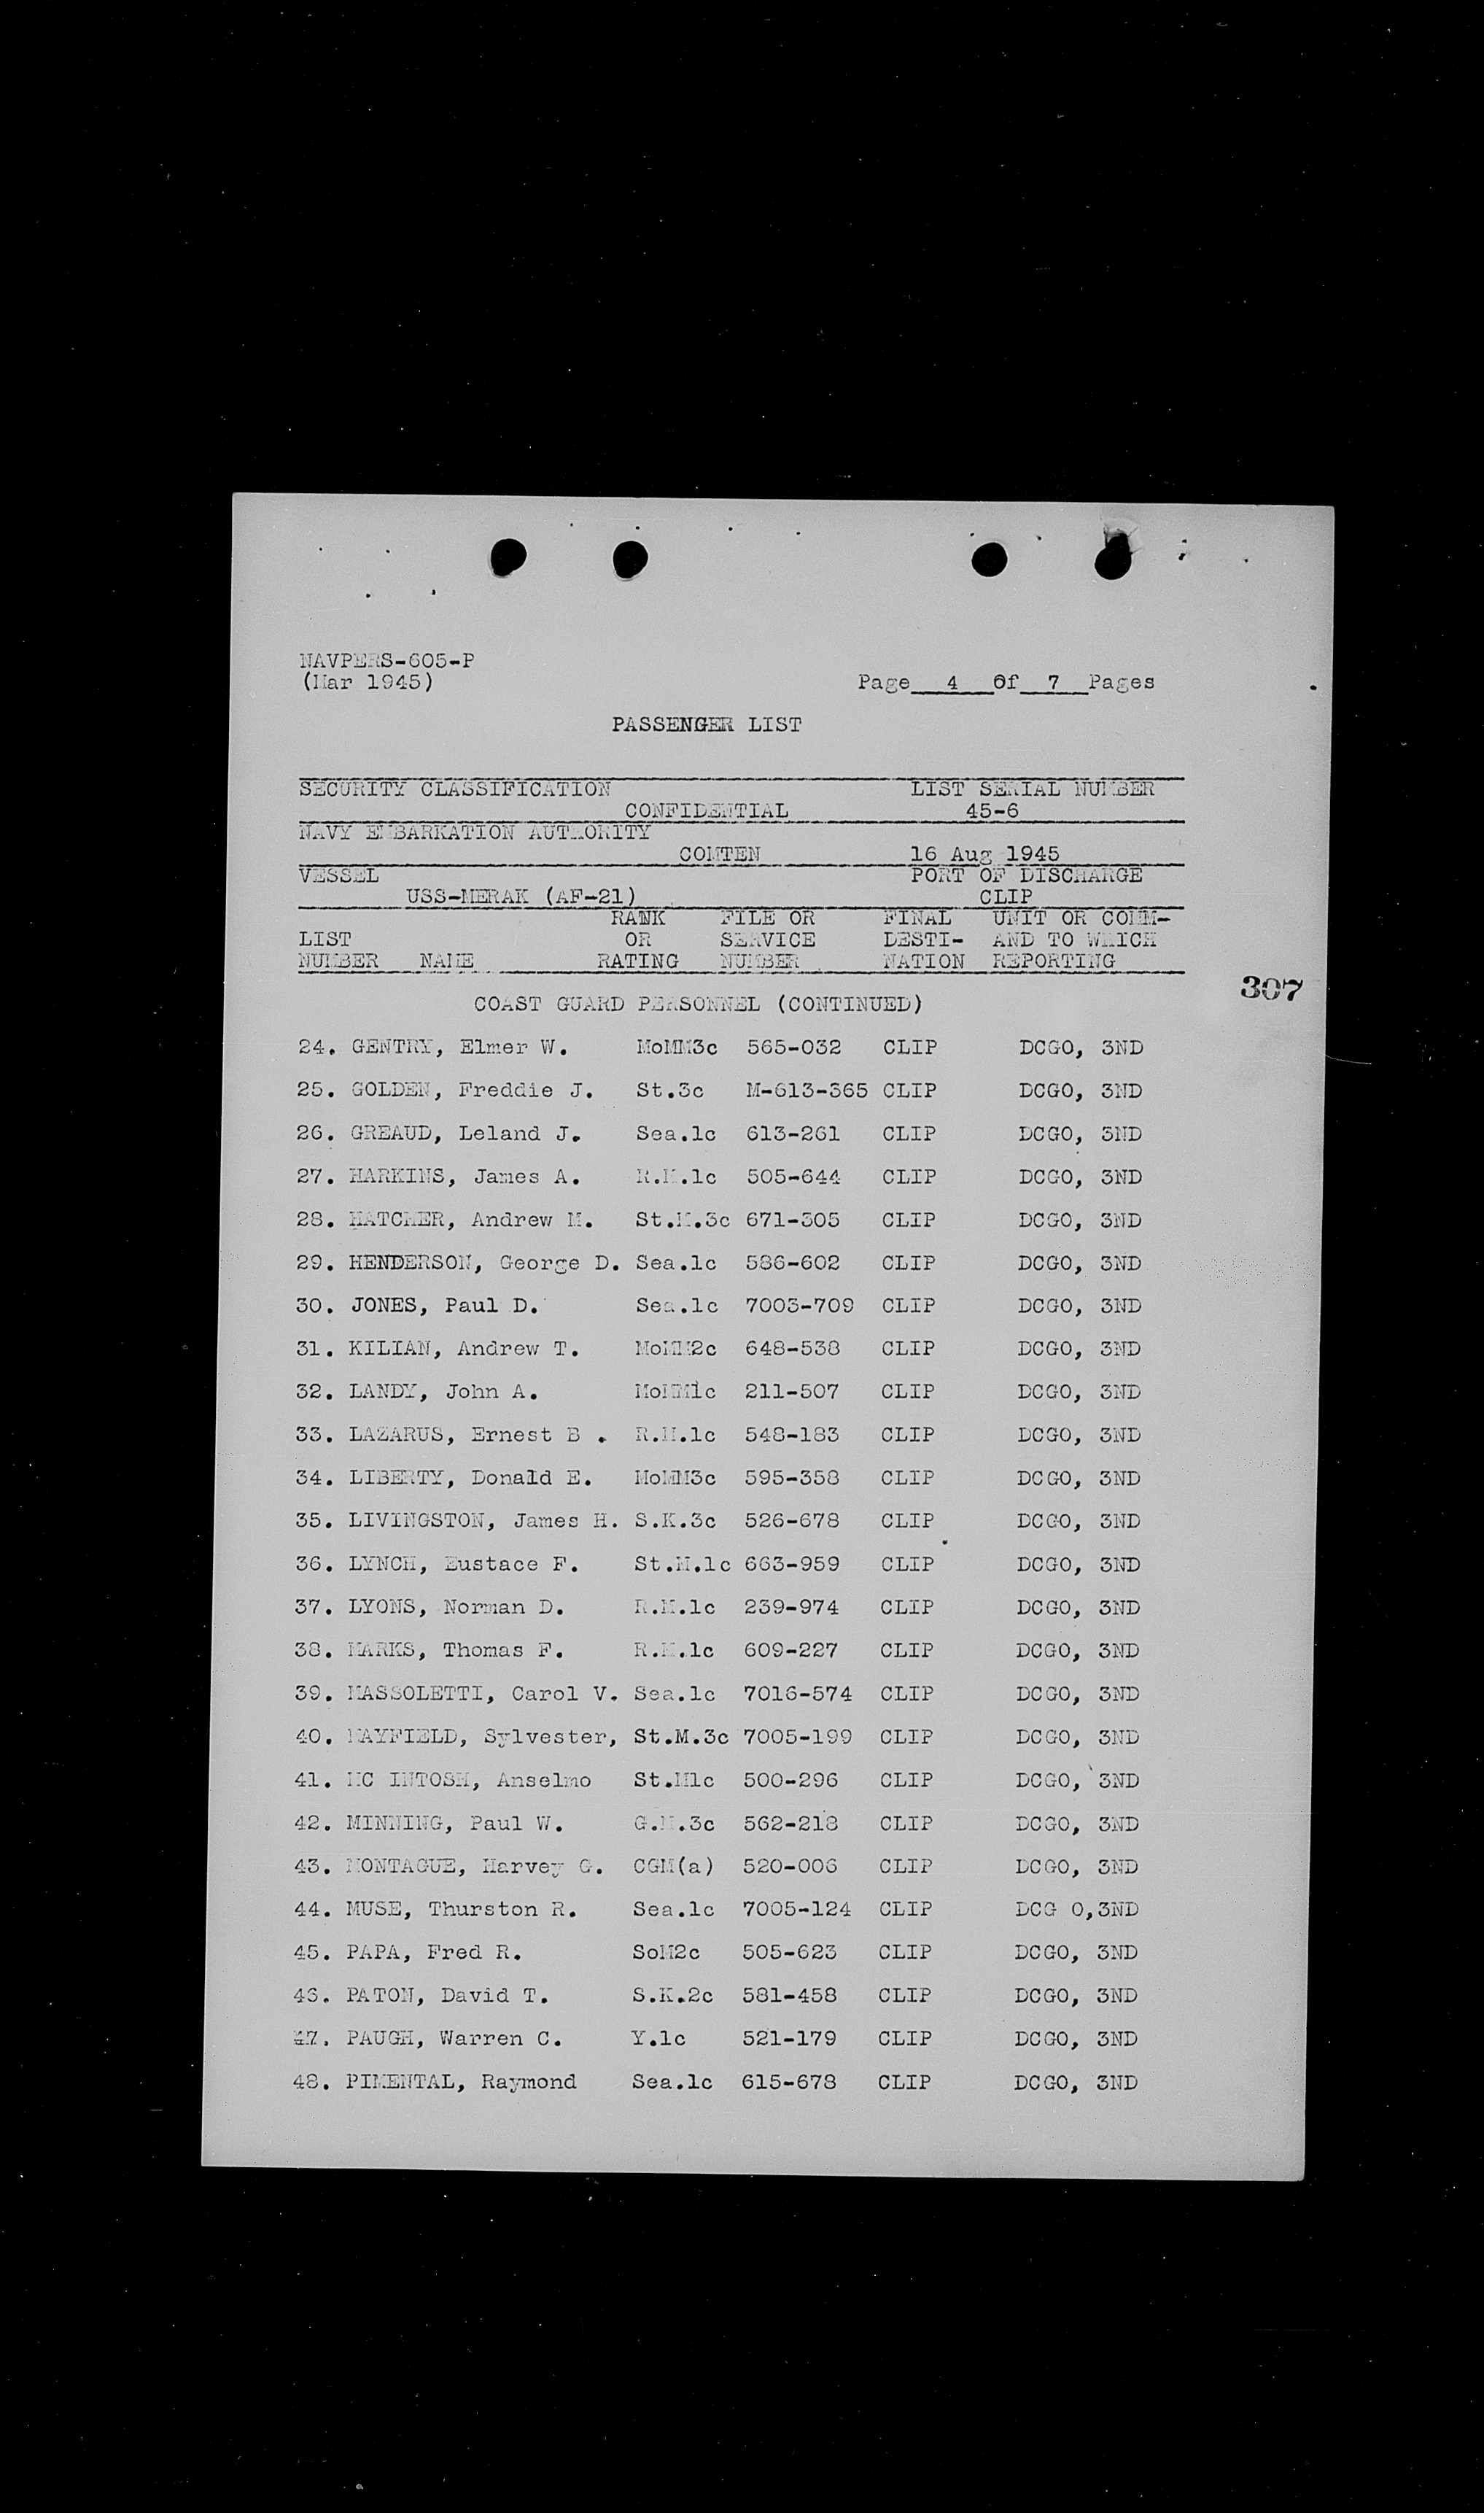 NAVPERS-605-P
(Mar 1945) Page 4 Of 7 Pages
PASSENGER LIST
SECURITY CLASSIFICATION LIST SERIAL NUMBER
CONFIDENTIAL 45-6
NAVY EMBARKATION AUTHORITY
COMTEN 16 Aug 1945
VESSEL PORT OF DISCHARGE
USS-MERAK (AF-21) CLIP
RANK FILE OR FINAL UNIT OR COMM-
LIST OR SERVICE DESTI- AND TO WHICH
NUMBER NAME RATING NUMBER NATION REPORTING
307
COAST GUARD PERSONNEL (CONTINUED)
24. GENTRY, Elmer W. MoMM3c 565-032 CLIP DCGO, 3ND
25. GOLDEN, Freddie J. St.3c M-613-365 CLIP DCGO, 3ND
26. GREAUD, Leland J. Sea.1c 613-261 CLIP DCGO, 3ND
27. HARKINS, James A. R.M.1c 505-644 CLIP DCGO, 3ND
28. HATCHER, Andrew M. St.M.3c 671-305 CLIP DCGO, 3ND
29. HENDERSON, George D. Sea.1c 586-602 CLIP DCGO, 3ND
30. JONES, Paul D. Sea.1c 7003-709 CLIP DCGO, 3ND
31. KILIAN, Andrew T. MoMM2c 648-538 CLIP DCGO, 3ND
32. LANDY, John A. MoMM1c 211-507 CLIP DCGO, 3ND
33. LAZARUS, Ernest B . R.M.1c 548-183 CLIP DCGO, 3ND
34. LIBERTY, Donald E. MoMM3c 595-358 CLIP DCGO, 3ND
35. LIVINGSTON, James H. S.K.3c 526-678 CLIP DCGO, 3ND
36. LYNCH, Eustace F. St.M.1c 663-959 CLIP DCGO, 3ND
37. LYONS, Norman D. R.M.1c 239-974 CLIP DCGO, 3ND
38. MARKS, Thomas F. R.M.1c 609-227 CLIP DCGO, 3ND
39. MASSOLETTI, Carol V. Sea.1c 7016-574 CLIP DCGO, 3ND
40. MAYFIELD, Sylvester, St.M.3c 7005-199 CLIP DCGO, 3ND
41. MC INTOSH, Anselmo St.M1c 500-296 CLIP DCGO, 3ND
42. MINNING, Paul W. G.M.3c 562-218 CLIP DCGO, 3ND
43. MONTAGUE, Harvey G. CGM(a) 520-006 CLIP DCGO, 3ND
44. MUSE, Thurston R. Sea.1c 7005-124 CLIP DCG O,3ND
45. PAPA, Fred R. SoM2c 505-623 CLIP DCGO, 3ND
46. PATON, David T. S.K.2c 581-458 CLIP DCGO, 3ND
47. PAUGH, Warren C. Y.1c 521-179 CLIP DCGO, 3ND
48. PIMENTAL, Raymond Sea.1c 615-678 CLIP DCGO, 3ND